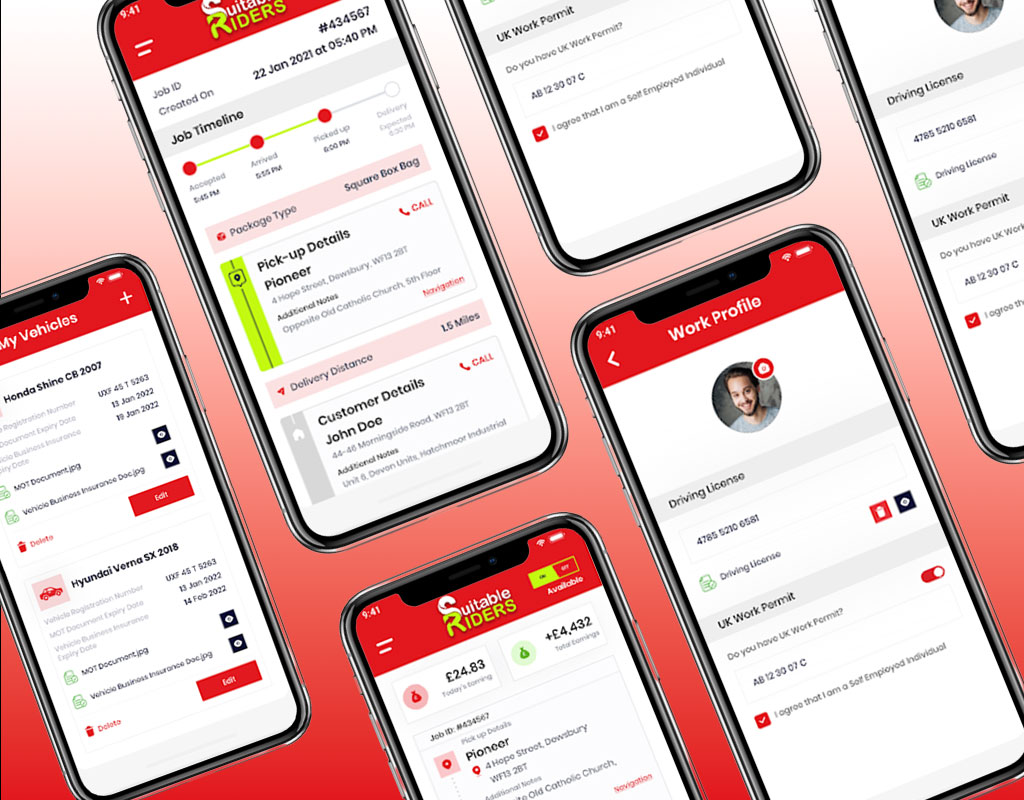 9:41
Suitable
RIDERS
Job ID
#434567
Created On
22 Jan 2021 at 05:40 PM
Job Timeline
Accepted
5:45 PM
Arrived
5:55 PM
Picked up
6:00 PM
Delivery
Expected
Package Type
Square Box Bag
Pick-up Details
CALL
Pioneer
4 Hope Street, Dewsbury, WF13 2BT
Additional Notes
Opposite Old Catholic Church, 5th Floor
Navigation
Delivery Distance
1.5 Miles
Customer Details
CALL
John Doe
44-46 Morningside Road, WF13 2BT
Additional Notes
Unit 6, Devon Units, Hatchmoor Industrial
UK Work Permit
Do you have UK Work Permit?
AB 12 30 07 C
I agree that I am a Self Employed Individual
Driving License
4785 5210 6581
Driving License
UK Work Permit
Do you have UK Work
AB 12 30 07 C
I agree that I am a
My Vehicles
Honda Shine CB 2007
Registration Number
UXF 45 T 5263
Document Expiry Date
13 Jan 2022
Business Insurance
19 Jan 2022
Expiry Date
MOT Document.jpg
Vehicle Business Insurance Doc.jpg
Edit
Delete
Hyundai Verna SX 2018
Vehicle Registration Number
UXF 45 T 5263
MOT Document Expiry Date
13 Jan 2022
Vehicle Business Insurance
14 Feb 2022
Expiry Date
MOT Document.jpg
Vehicle Business Insurance Doc.jpg
Edit
Delete
9:41
Suitable
RIDERS
ON
OFF
Available
£24.83
Today's Earning
+£4,432
Total Earnings
Job ID: #434567
Pick up Details
Pioneer
4 Hope Street, Dewsbury
WF13 2BT
Additional Notes
Opposite Old Catholic Church,
Navigation
9:41
Work Profile
Driving License
4785 5210 6581
Driving License
UK Work Permit
Do you have UK Work Permit?
AB 12 30 07 C
I agree that I am a Self Employed Individual